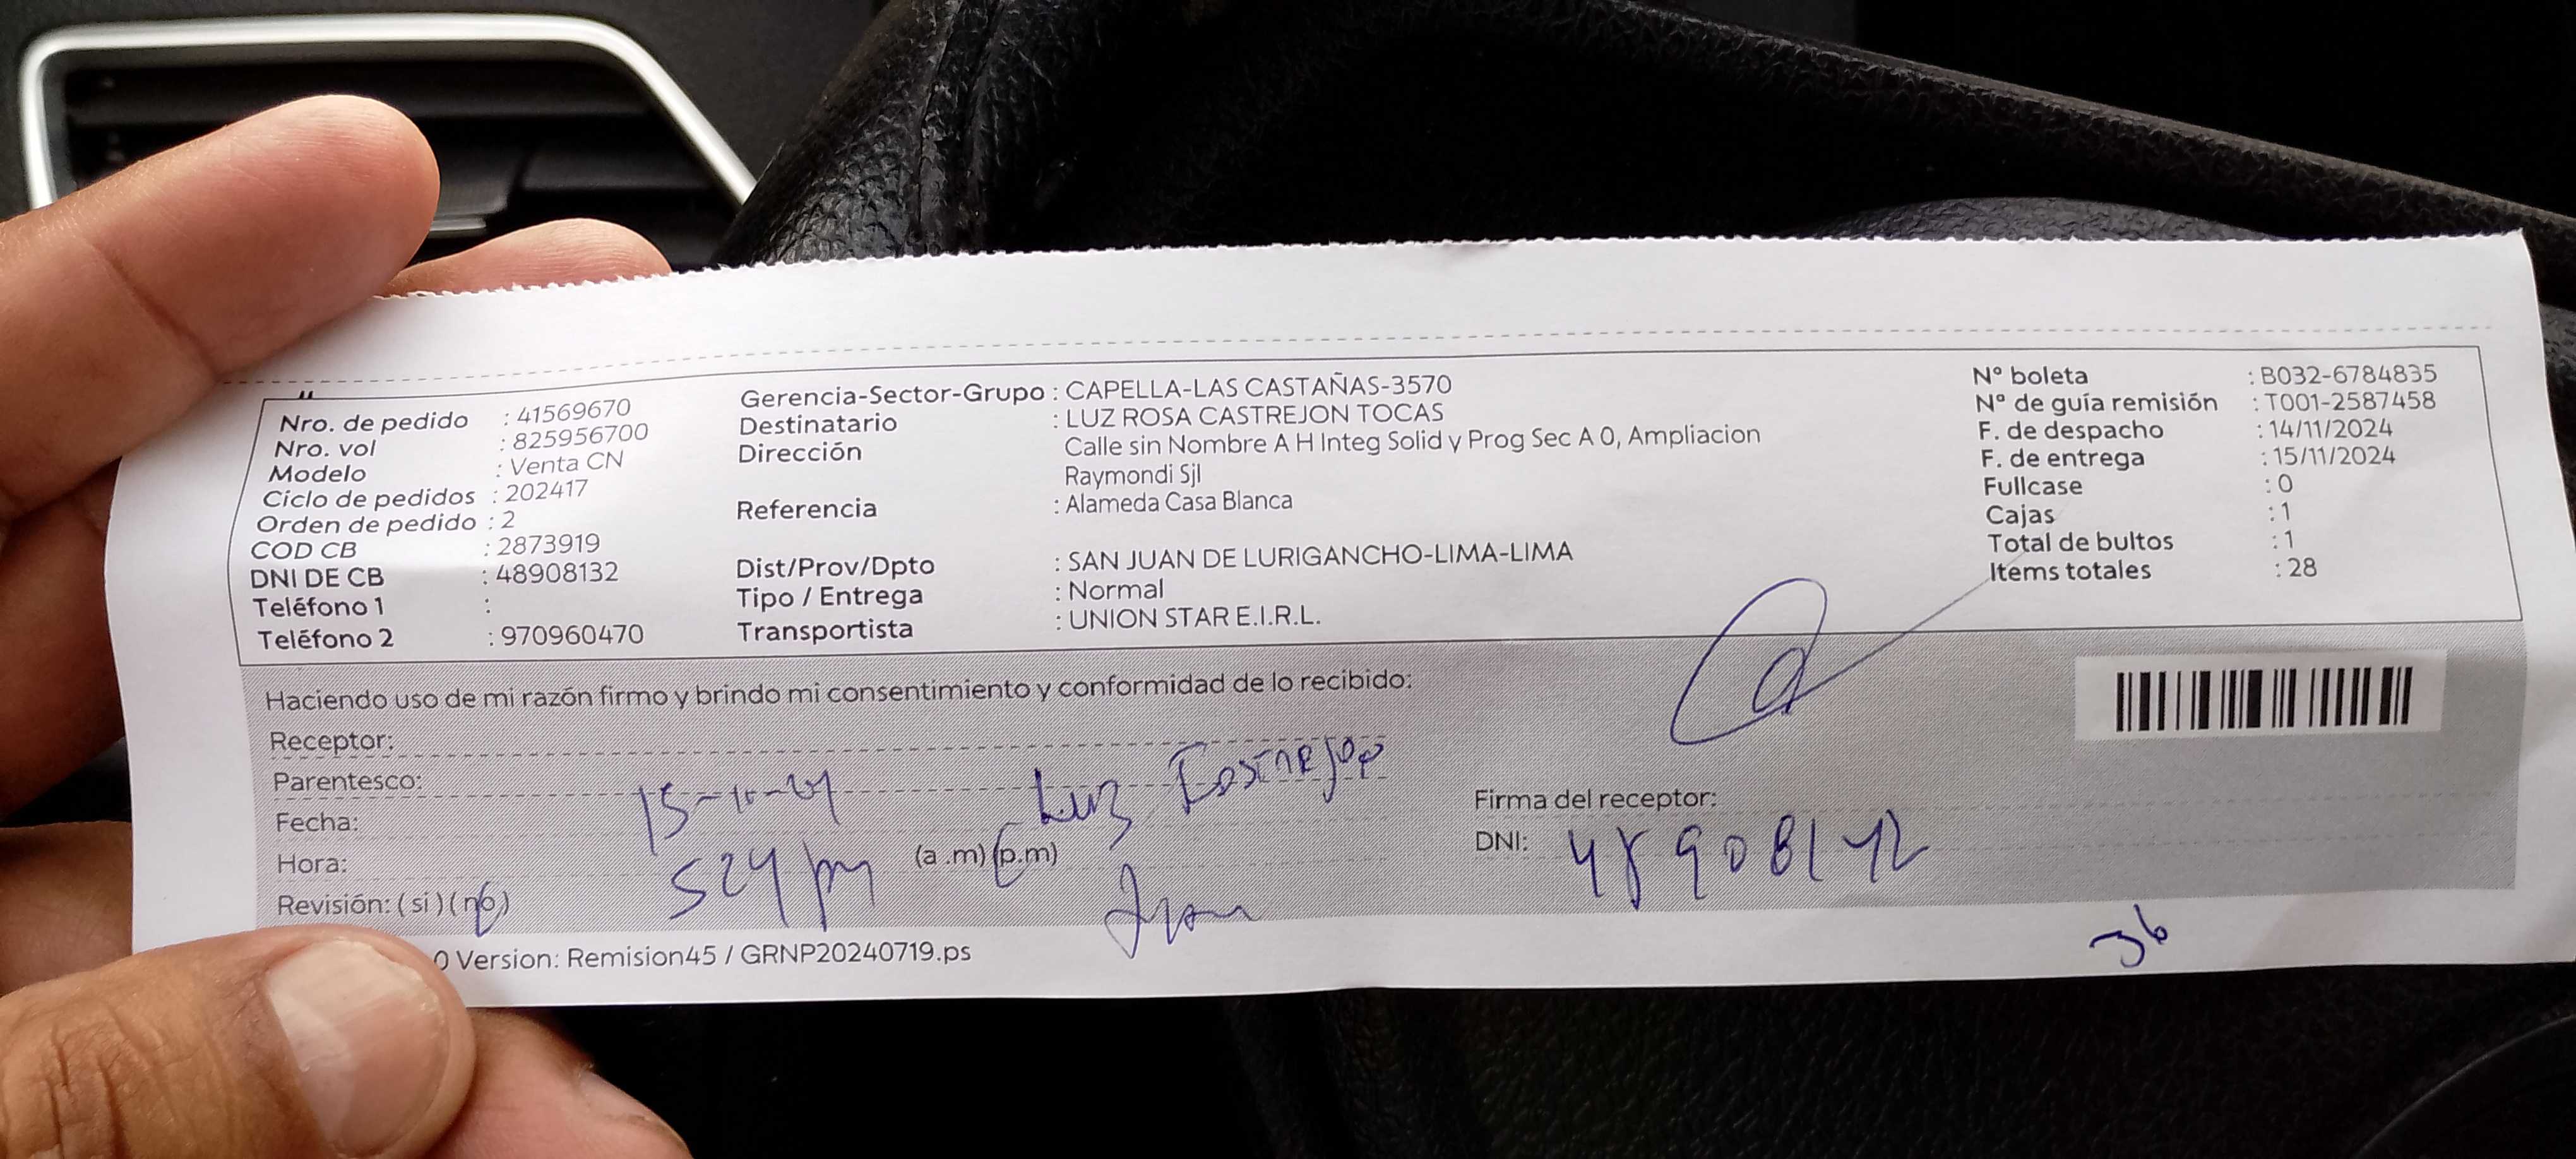 Nro. de pedido : 41569670
Nro. vol : 825956700
Modelo : Venta CN
Ciclo de pedidos : 202417
Orden de pedido : 2
COD CB : 2873919
DNI DE CB : 48908132
Teléfono 1 :
Teléfono 2 : 970960470
Gerencia-Sector-Grupo : CAPELLA-LAS CASTAÑAS-3570
Destinatario : LUZ ROSA CASTREJON TOCAS
Dirección Calle sin Nombre A H Integ Solid y Prog Sec A 0, Ampliacion
Raymondi Sjl
Referencia : Alameda Casa Blanca
Dist/Prov/Dpto : SAN JUAN DE LURIGANCHO-LIMA-LIMA
Tipo / Entrega : Normal
Transportista : UNION STAR E.I.R.L.
N° boleta : B032-6784835
N° de guía remisión : T001-2587458
F. de despacho : 14/11/2024
F. de entrega : 15/11/2024
Fullcase : 0
Cajas : 1
Total de bultos : 1
Items totales : 28
Haciendo uso de mi razón firmo y brindo mi consentimiento y conformidad de lo recibido:
Receptor:
Parentesco: Luz
Fecha:
Hora: 524 pm (a .m) (p.m)
Revisión: (si) (no)
Firma del receptor:
DNI:
36
0 Version: Remision45 / GRNP20240719.ps